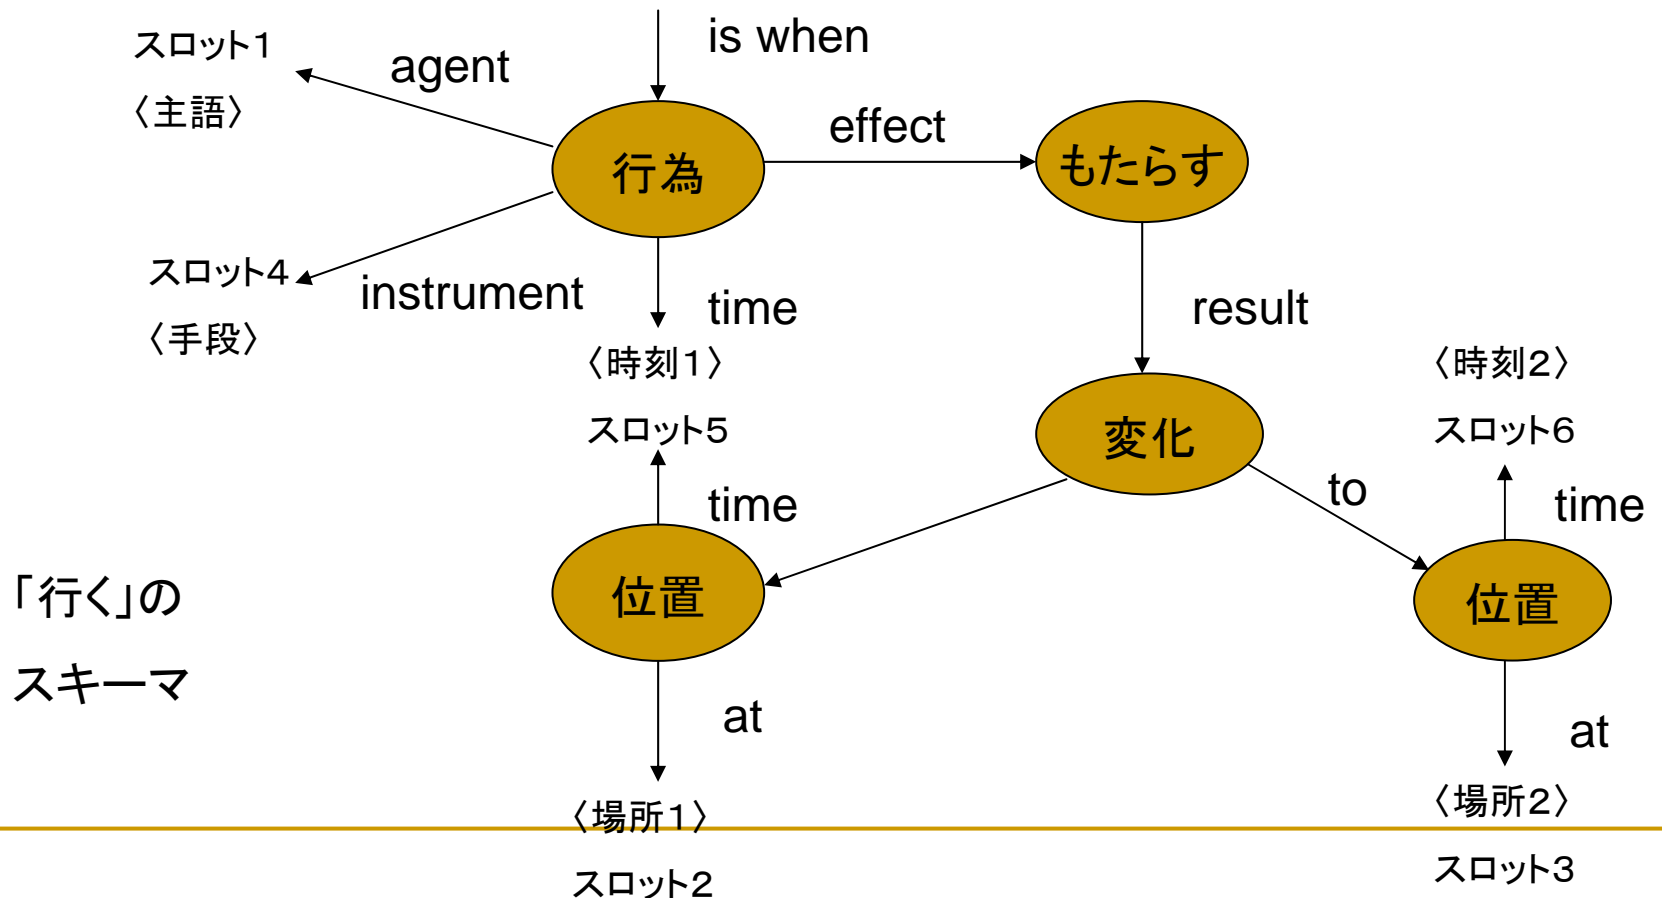 is when
スロット1
agent
〈主語〉
effect
行為
もたらす
スロット4
instrument
time
result
〈手段〉
〈時刻1〉
〈時刻2〉
スロット5
変化
スロット6
time
to
time
「行く」の
位置
位置
スキーマ
at
at
〈場所1〉
〈場所2〉
スロット2
スロット3